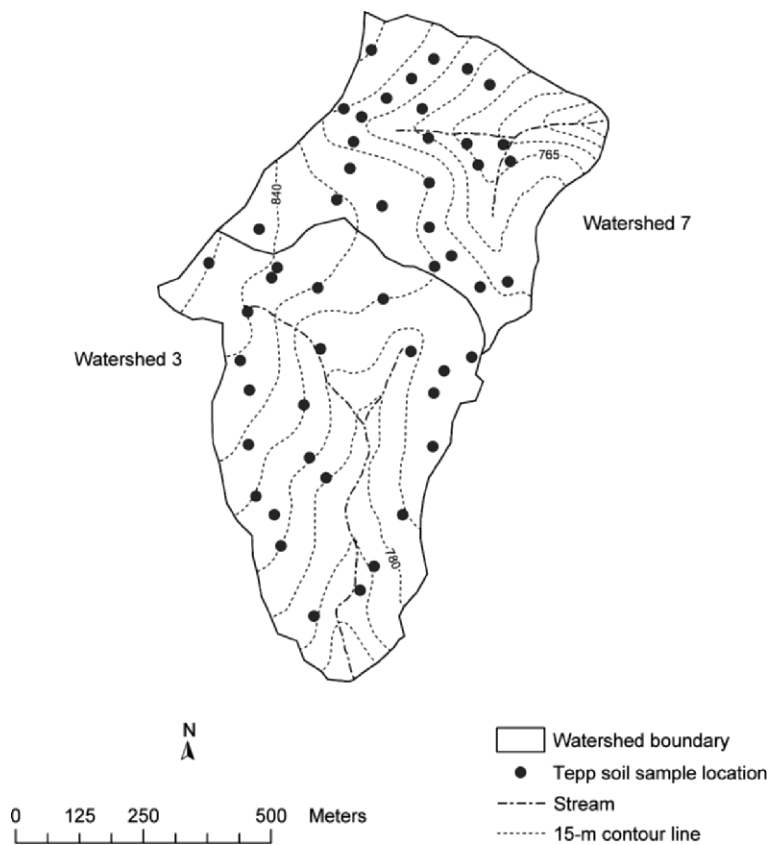 765
840
Watershed 7
Watershed 3
780
N
Watershed boundary
Tepp soil sample location
Stream
15-m contour line
0 125 250 500 Meters